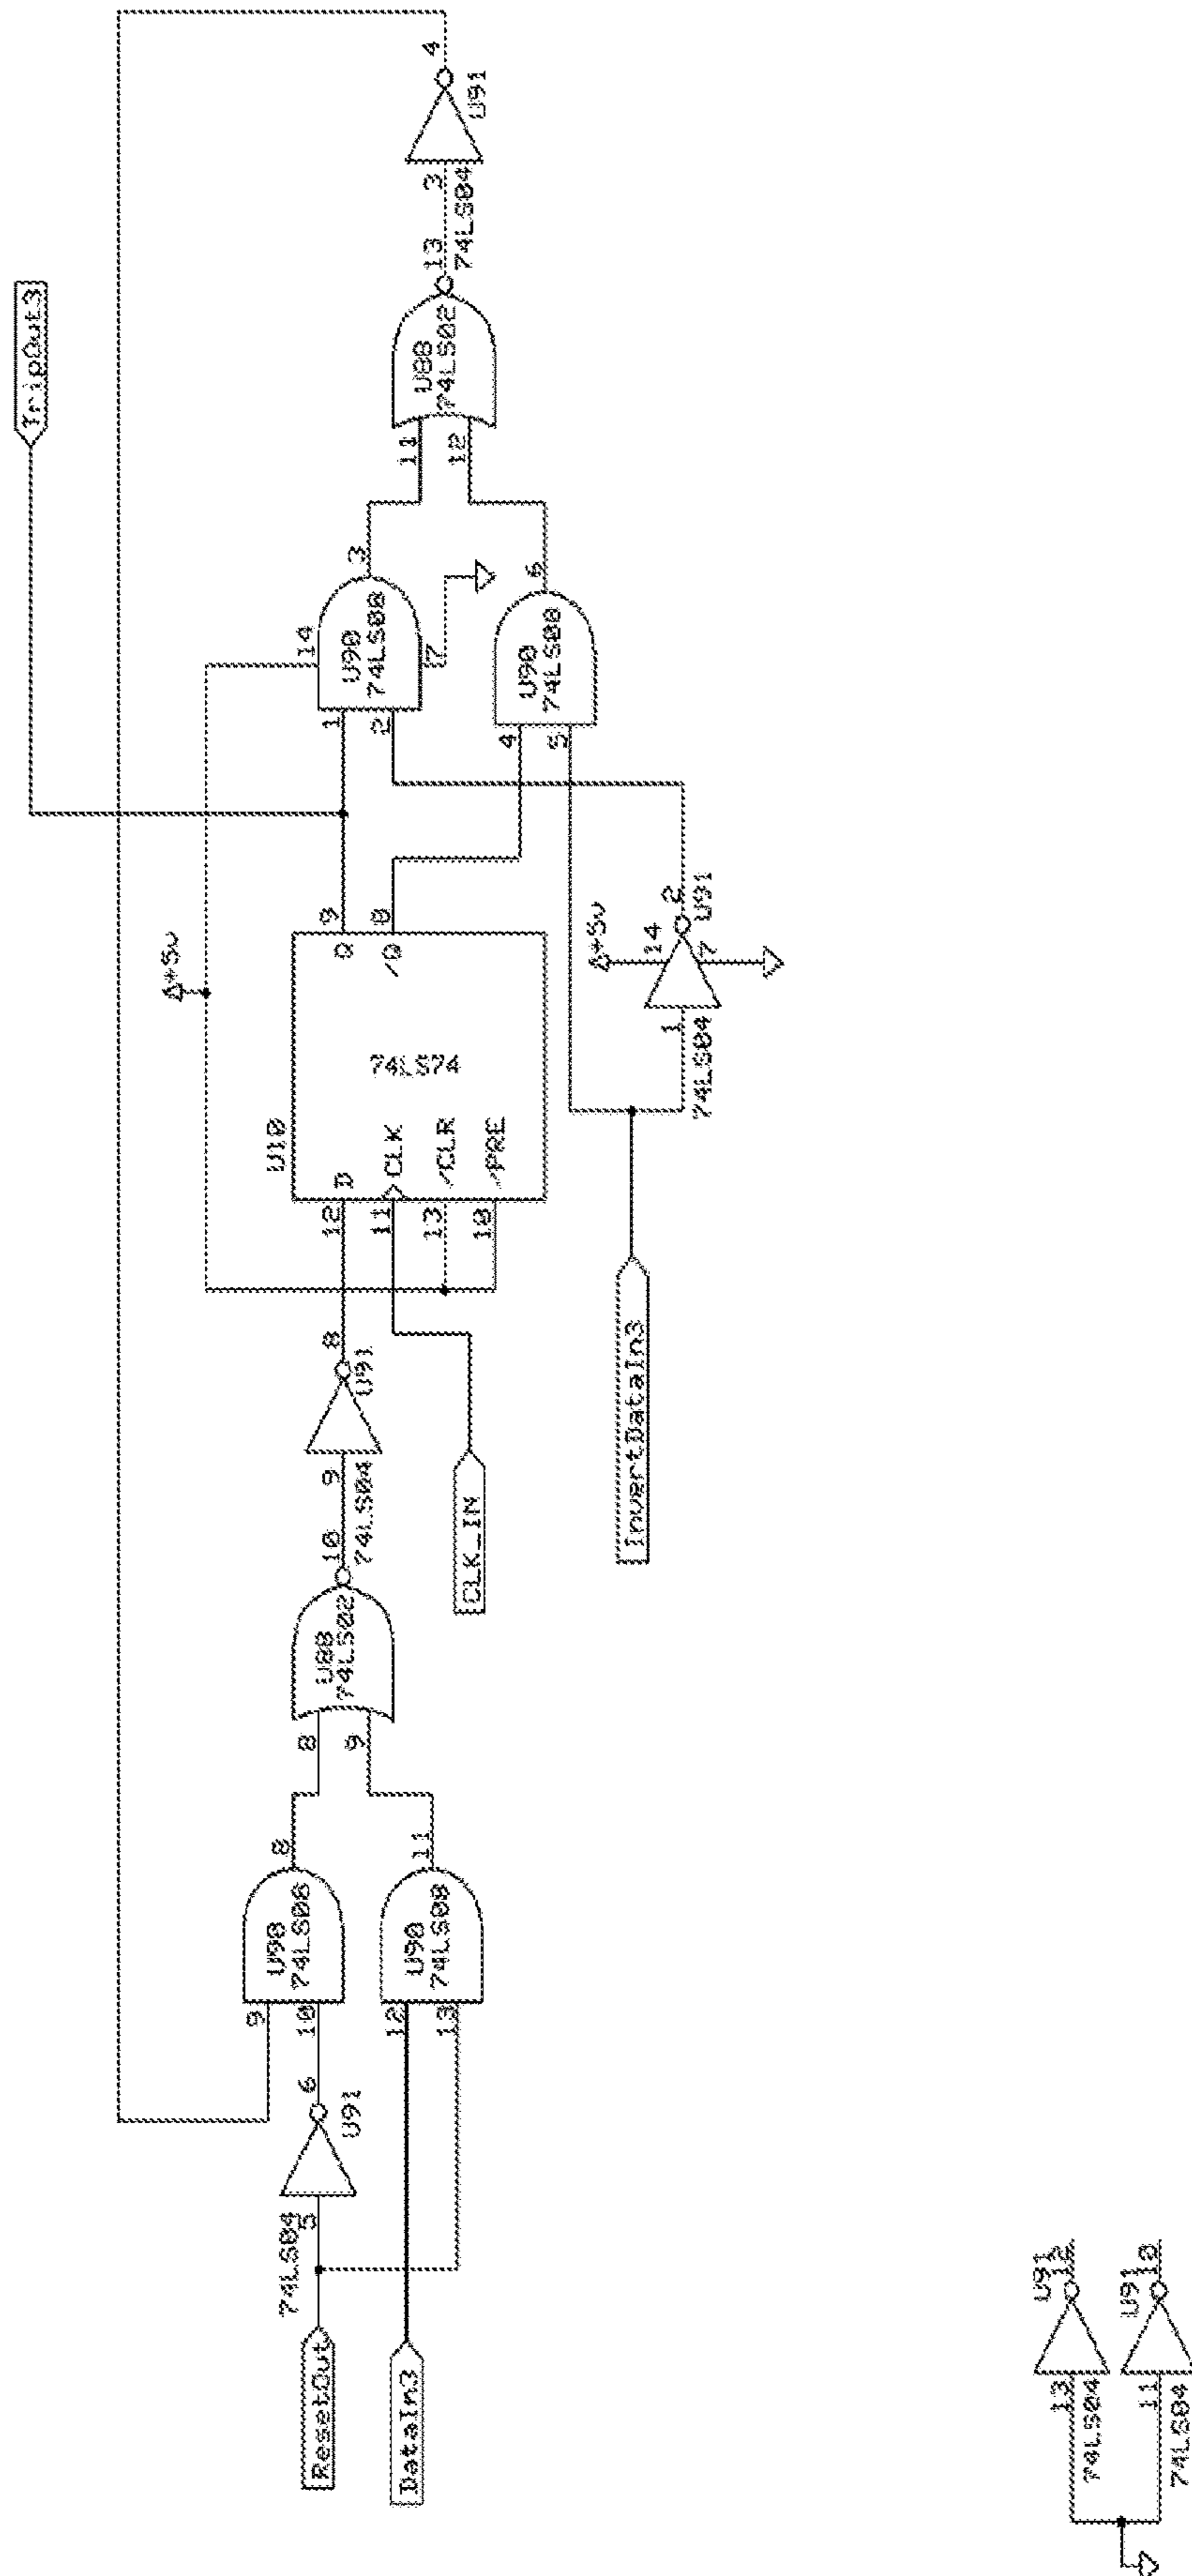 TripOut3
4
U91
3
74LS04
13
U88
74LS02
11
12
3
14
U90
74LS08
7
1
2
6
U90
74LS08
4
5
+5v
9
8
Q
/Q
74LS74
U10
D
CLK
/CLR
/PRE
12
11
13
10
+5v
14
2
U91
7
1
74LS04
InvertDataIn3
CLK_IN
8
U91
9
74LS04
10
U88
74LS02
8
9
8
U90
74LS08
9
10
11
U90
74LS08
12
13
6
U91
5
74LS04
ResetOut
DataIn3
U91
12
13
74LS04
U91
10
11
74LS04